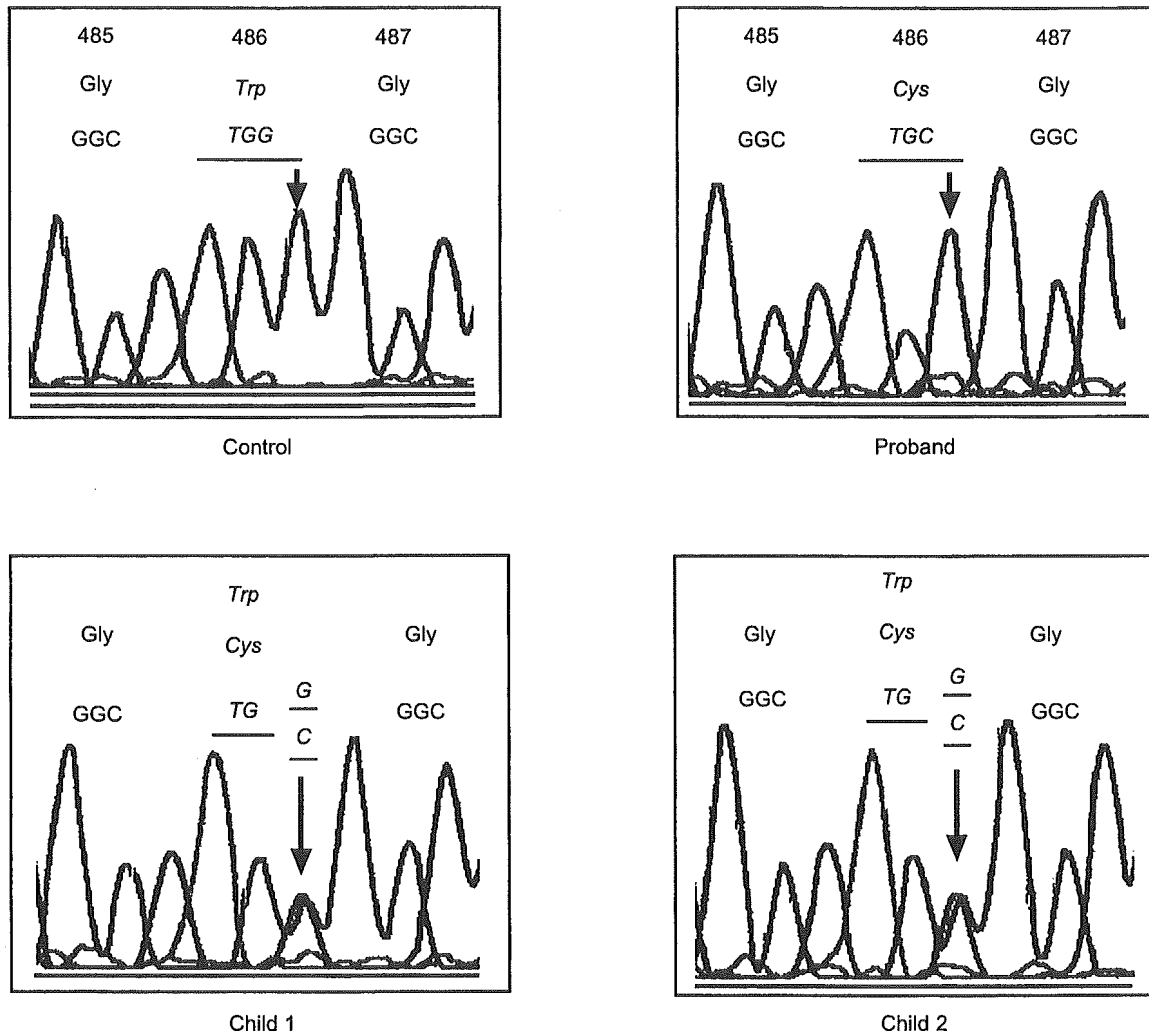 485 486 487
Gly Trp Gly
GGC TGG GGC
Control
485 486 487
Gly Cys Gly
GGC TGC GGC
Proband
Trp
Gly Cys Gly
G
GGC TG C GGC
Child 1
Trp
Gly Cys Gly
G
GGC TG C GGC
Child 2